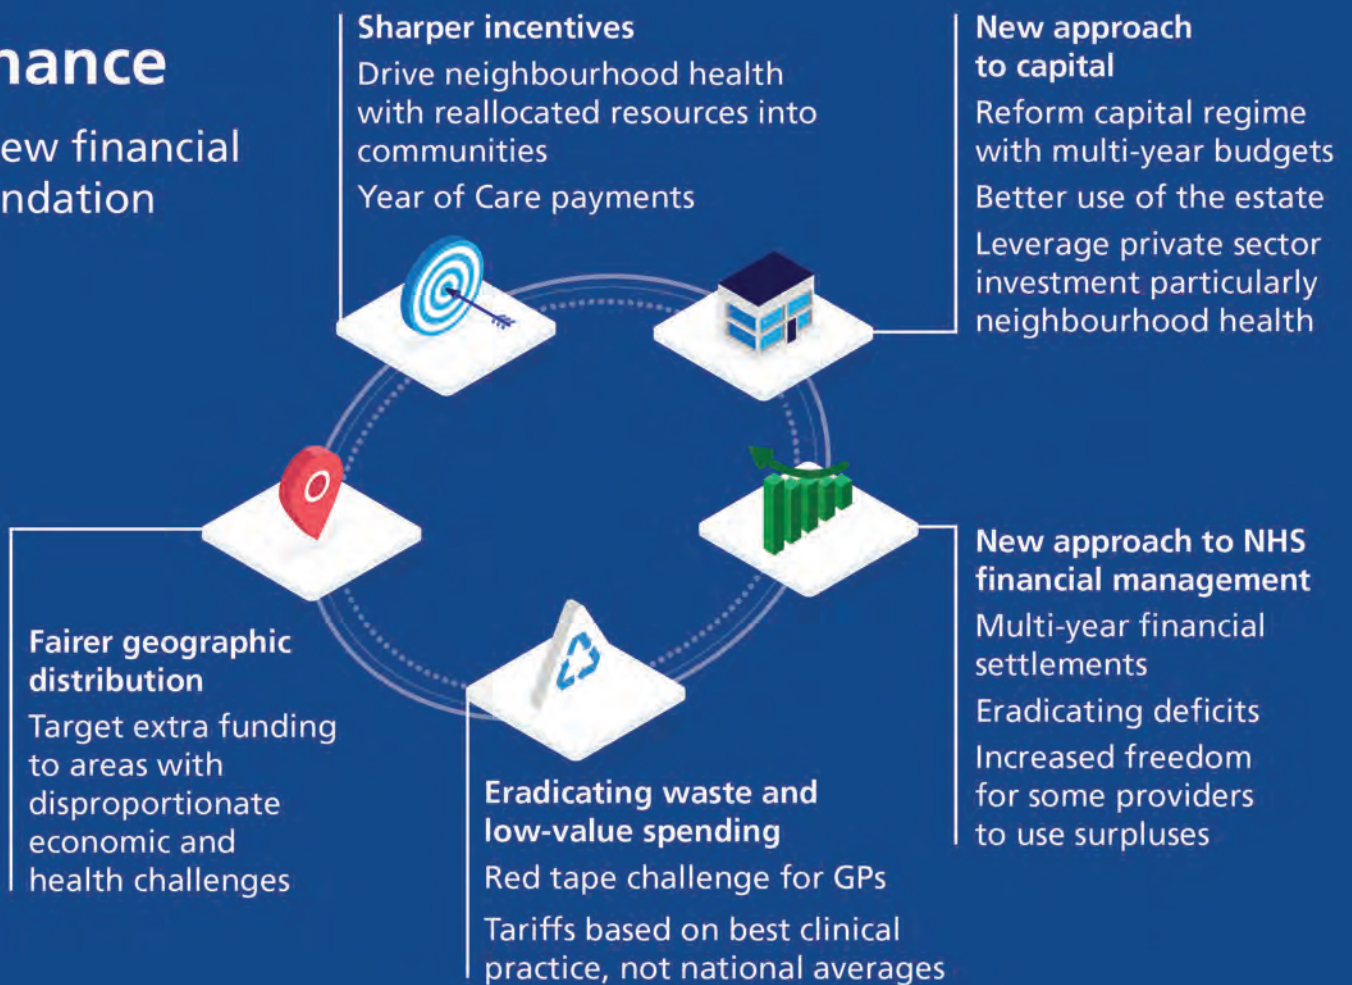 nance
ew financial
ndation
Sharper incentives
Drive neighbourhood health
with reallocated resources into
communities
Year of Care payments
New approach
to capital
Reform capital regime
with multi-year budgets
Better use of the estate
Leverage private sector
investment particularly
neighbourhood health
New approach to NHS
financial management
Multi-year financial
settlements
Eradicating deficits
Increased freedom
for some providers
to use surpluses
Eradicating waste and
low-value spending
Red tape challenge for GPs
Tariffs based on best clinical
practice, not national averages
Fairer geographic
distribution
Target extra funding
to areas with
disproportionate
economic and
health challenges